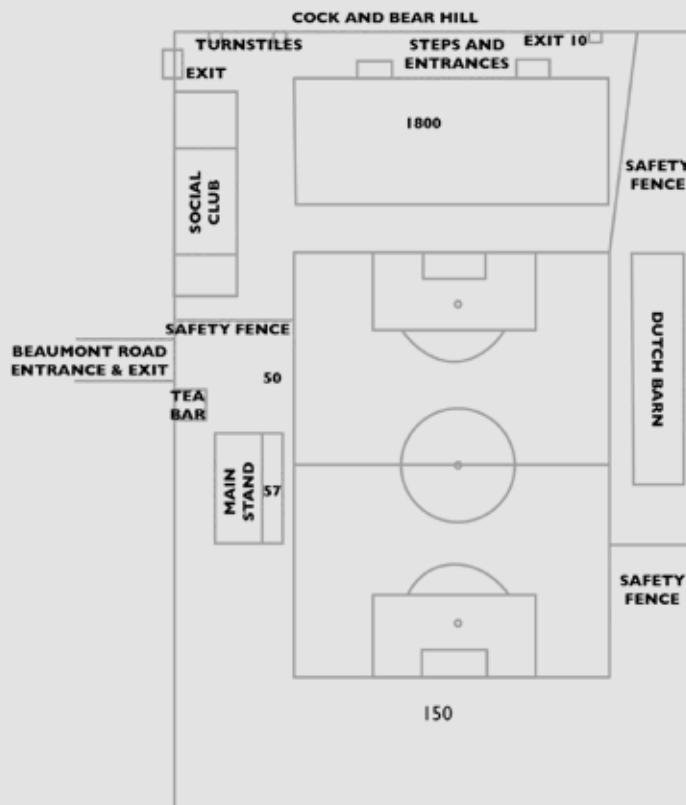 COCK AND BEAR HILL
TURNSTILES
STEPS AND
ENTRANCES
EXIT 10
EXIT
1800
SAFETY
FENCE
SOCIAL
CLUB
SAFETY FENCE
BEAUMONT ROAD
ENTRANCE & EXIT
50
TEA
BAR
DUTCH BARN
MAIN
STAND
57
SAFETY
FENCE
150